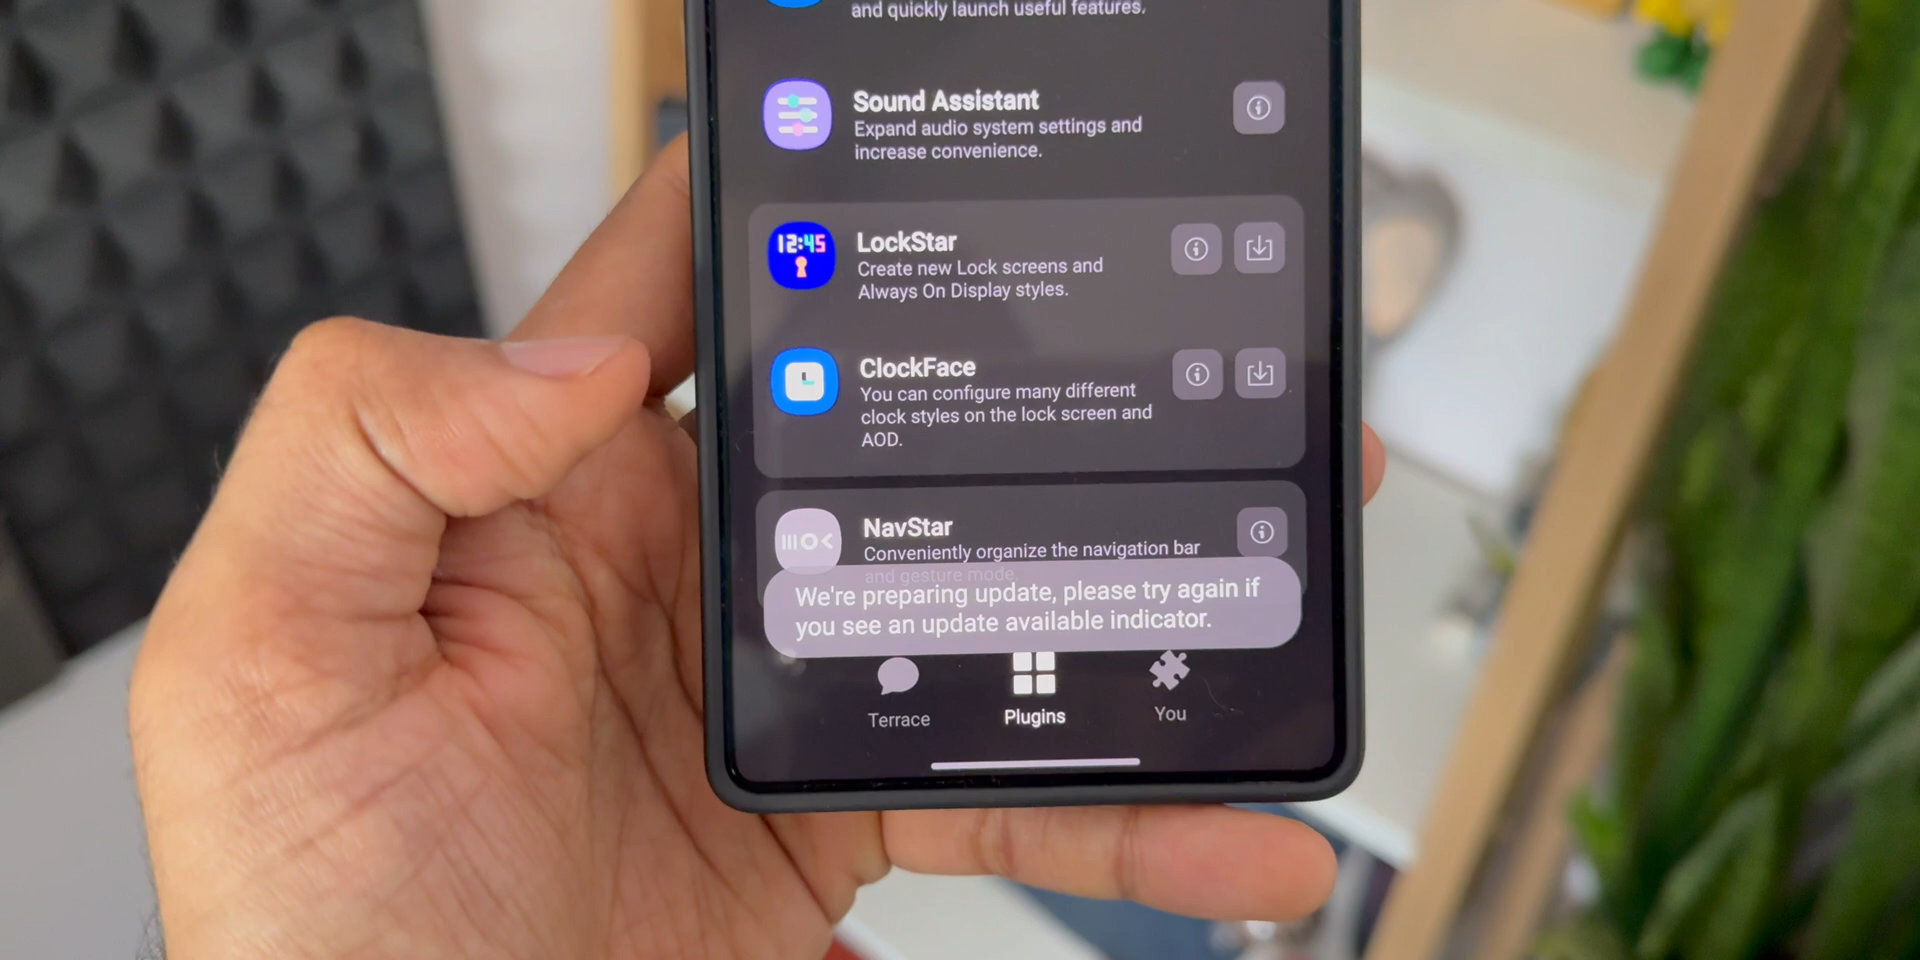 and quickly launch useful features.
Sound Assistant
Expand audio system settings and
increase convenience.
12:45
LockStar
Create new Lock screens and
Always On Display styles.
ClockFace
You can configure many different
clock styles on the lock screen and
AOD.
NavStar
Conveniently organize the navigation bar
and gesture mode.
We're preparing update, please try again if
you see an update available indicator.
Terrace
Plugins
You